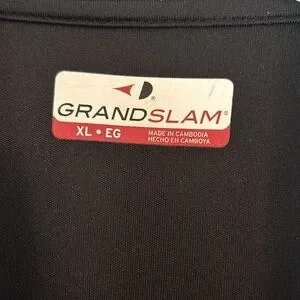 GRANDSLAM®
XL • EG
MADE IN CAMBODIA
HECHO EN CAMBOYA